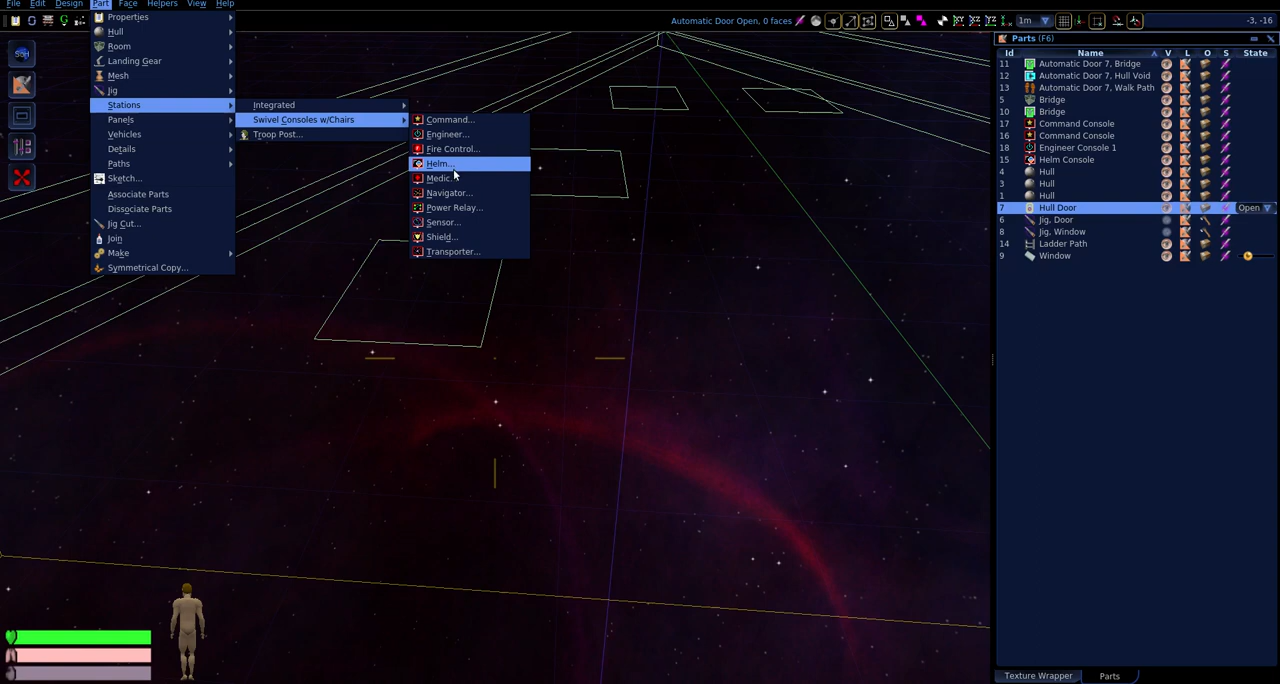 File Edit Design Part Face Helpers View Help
Automatic Door Open, 0 faces 1m -3, -16
Properties
Hull
Room
Landing Gear
Mesh
Jig
Stations
Panels
Vehicles
Details
Paths
Sketch...
Associate Parts
Dissociate Parts
Jig Cut...
Join
Make
Symmetrical Copy...
Integrated
Swivel Consoles w/Chairs
Troop Post...
Command...
Engineer...
Fire Control...
Helm...
Medic
Navigator...
Power Relay...
Sensor...
Shield...
Transporter...
Parts (F6)
Id Name V L O S State
11 Automatic Door 7, Bridge
12 Automatic Door 7, Hull Void
13 Automatic Door 7, Walk Path
5 Bridge
10 Bridge
17 Command Console
16 Command Console
18 Engineer Console 1
15 Helm Console
4 Hull
3 Hull
1 Hull
7 Hull Door Open
6 Jig, Door
8 Jig, Window
14 Ladder Path
9 Window
Texture Wrapper Parts